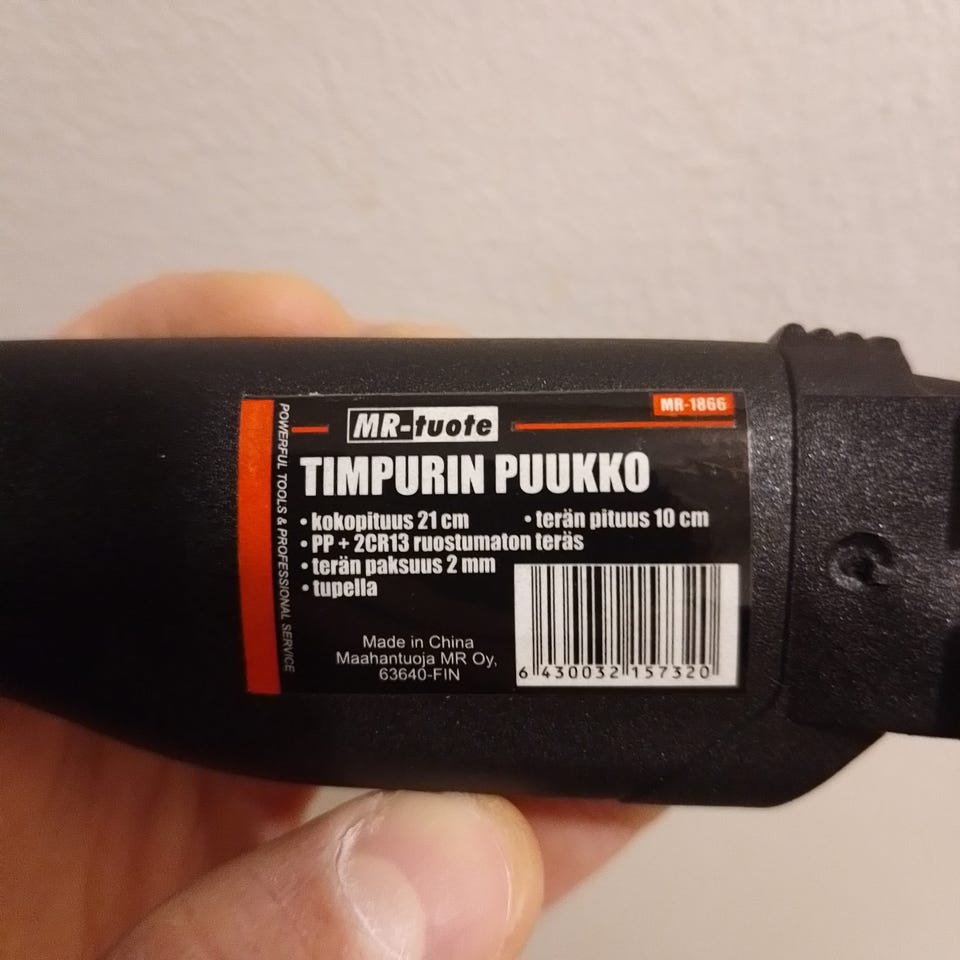 MR-1866
MR-tuote
TIMPURIN PUUKKO
• kokopituus 21 cm • terän pituus 10 cm
• PP + 2CR13 ruostumaton teräs
• terän paksuus 2 mm
• tupella
Made in China
Maahantuoja MR Oy,
63640-FIN
6 430032 157320
POWERFUL TOOLS & PROFESSIONAL SERVICE